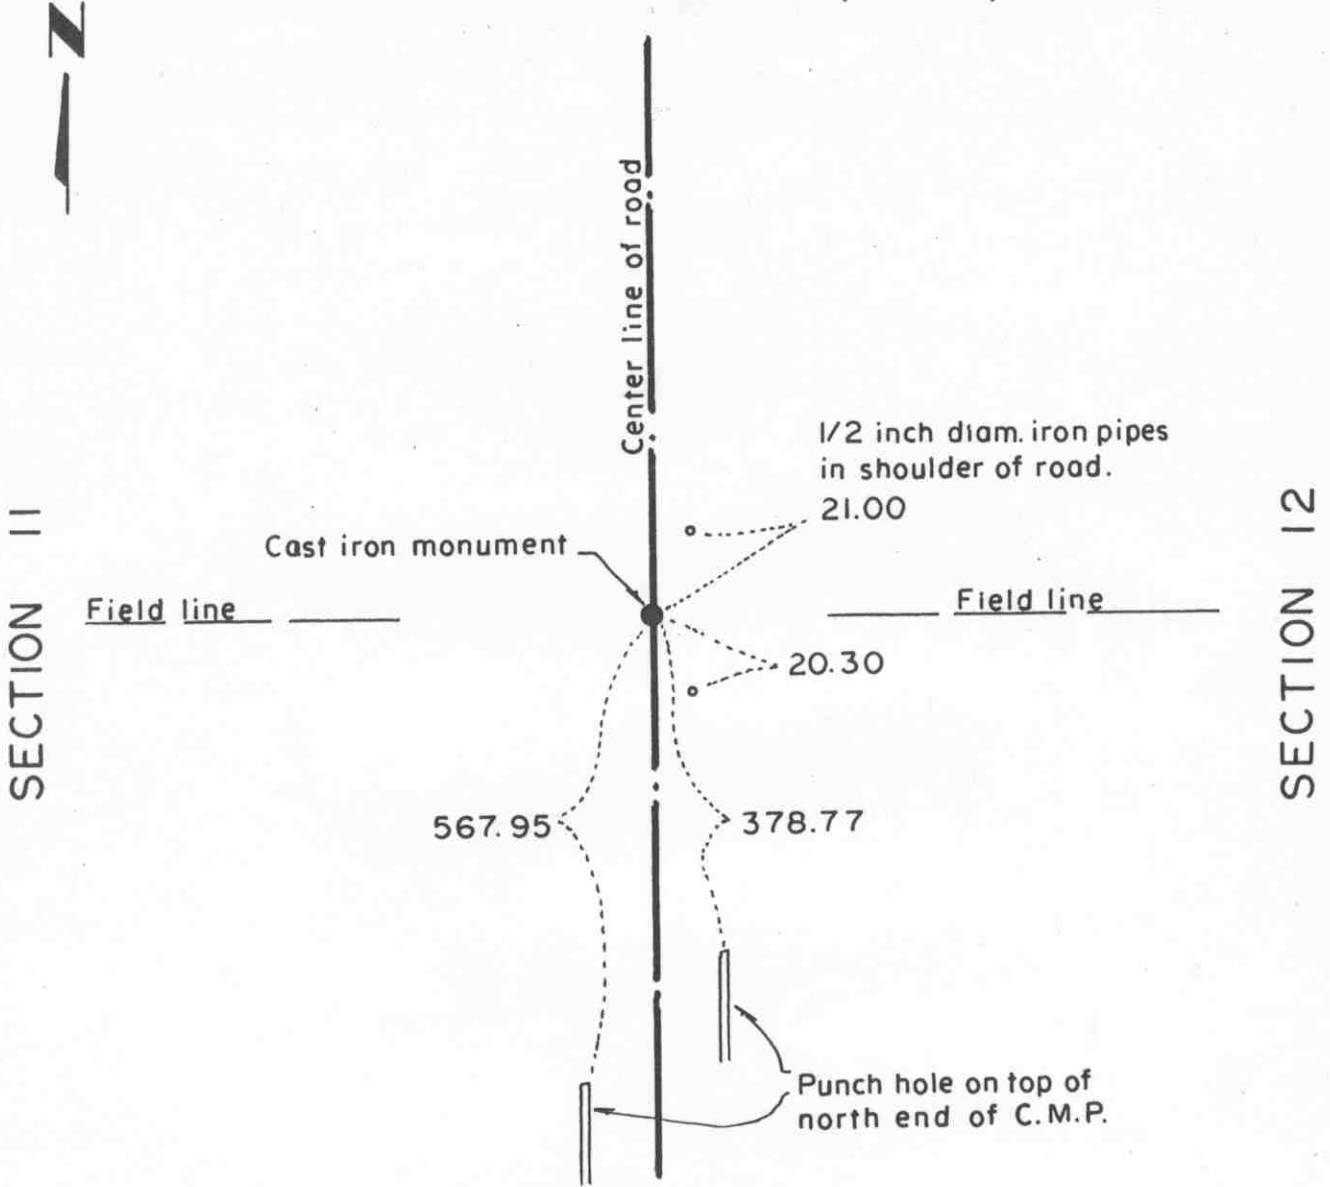 N
Center line of road
1/2 inch diam. iron pipes
in shoulder of road.
21.00
Cast iron monument
SECTION 11
Field line
Field line
SECTION 12
20.30
567.95
378.77
Punch hole on top of
north end of C.M.P.